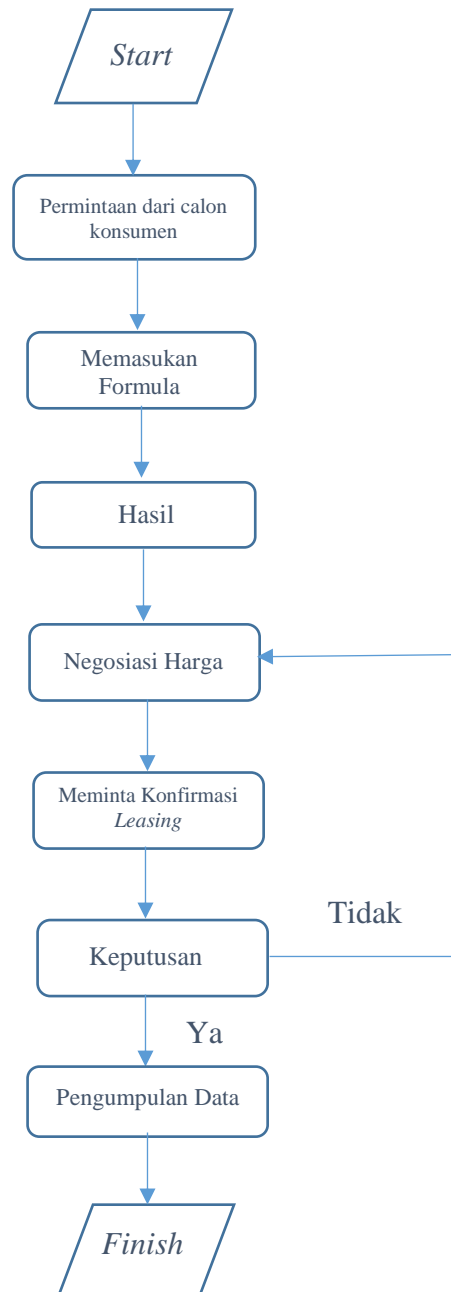 Start
Permintaan dari calon
konsumen
Memasukan
Formula
Hasil
Negosiasi Harga
Meminta Konfirmasi
Leasing
Keputusan
Tidak
Ya
Pengumpulan Data
Finish